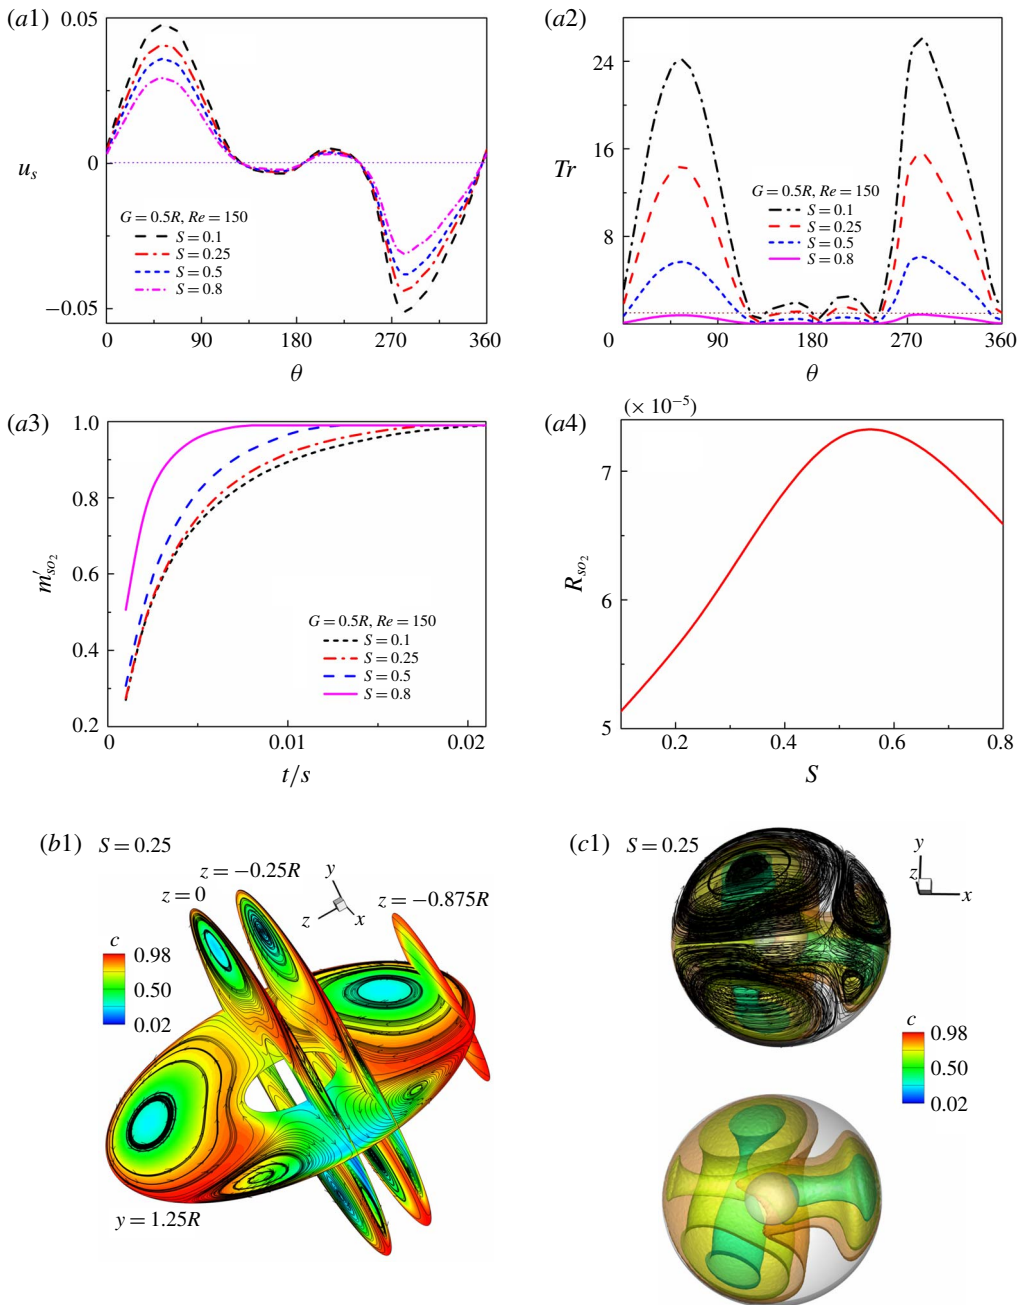 (a1)
0.05
0
−0.05
u_s
G = 0.5R, Re = 150
S = 0.1
S = 0.25
S = 0.5
S = 0.8
0 90 180 270 360
θ
(a2)
24
16
8
Tr
G = 0.5R, Re = 150
S = 0.1
S = 0.25
S = 0.5
S = 0.8
0 90 180 270 360
θ
(a3)
1.0
0.8
0.6
0.4
0.2
m′_{so_2}
G = 0.5R, Re = 150
S = 0.1
S = 0.25
S = 0.5
S = 0.8
0 0.01 0.02
t/s
(a4)
(× 10^{−5})
7
6
5
R_{so_2}
0.2 0.4 0.6 0.8
S
(b1) S = 0.25
z = −0.25R
z = 0
z = −0.875R
y
z
x
c
0.98
0.50
0.02
y = 1.25R
(c1) S = 0.25
y
z
x
c
0.98
0.50
0.02